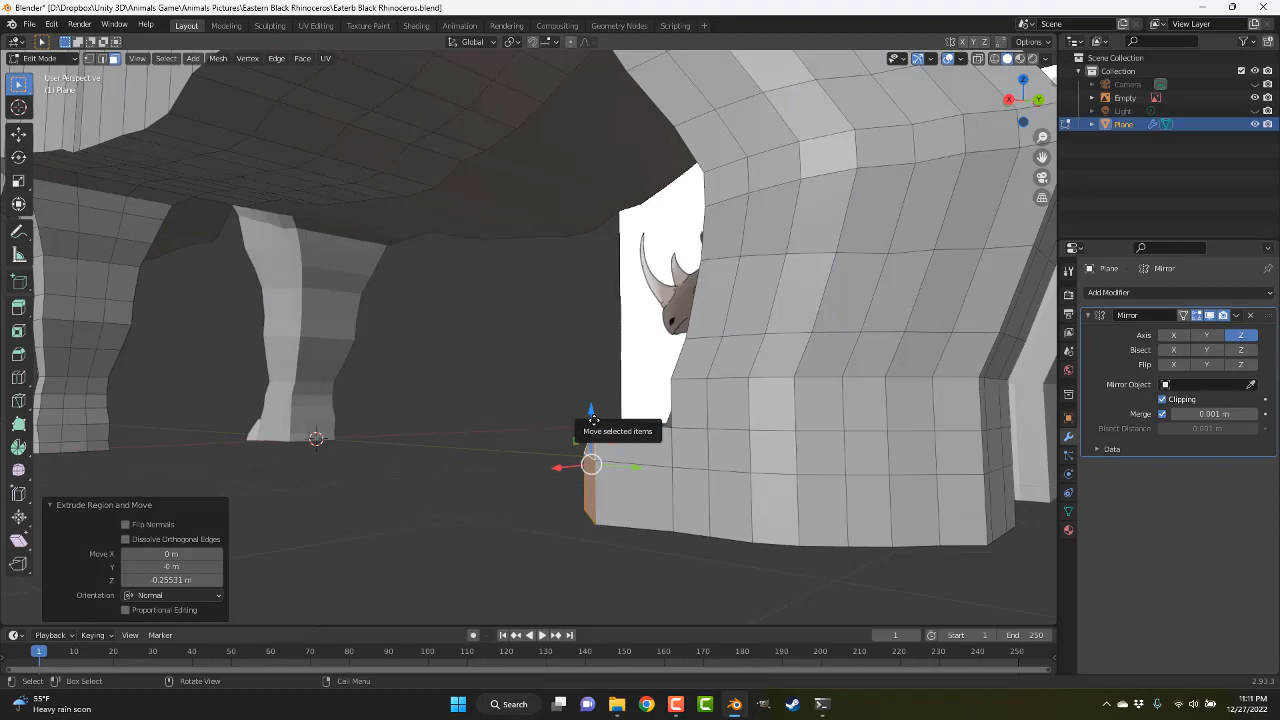 Blender* [D:\Dropbox\Unity 3D\Animals Game\Animals Pictures\Eastern Black Rhinoceros\Eaterb Black Rhinoceros.blend]
File Edit Render Window Help Layout Modeling Sculpting UV Editing Texture Paint Shading Animation Rendering Compositing Geometry Nodes Scripting + Scene View Layer
Global Options
X Y Z
Edit Mode View Select Add Mesh Vertex Edge Face UV
User Perspective
(1) Plane
Z
X Y
Scene Collection
Collection
Camera
Empty
Light
Plane
Plane Mirror
Add Modifier
Mirror
Axis X Y Z
Bisect X Y Z
Flip X Y Z
Mirror Object
Clipping
Merge 0.001 m
Bisect Distance 0.001 m
Data
Move selected items
Extrude Region and Move
Flip Normals
Dissolve Orthogonal Edges
Move X 0 m
Y -0 m
Z -0.25531 m
Orientation Normal
Proportional Editing
Playback Keying View Marker 1 Start 1 End 250
1 10 20 30 40 50 60 70 80 90 100 110 120 130 140 150 160 170 180 190 200 210 220 230 240 250
Select Box Select Rotate View Call Menu 2.93.3
55°F
Heavy rain soon
Search
11:11 PM
12/27/2022